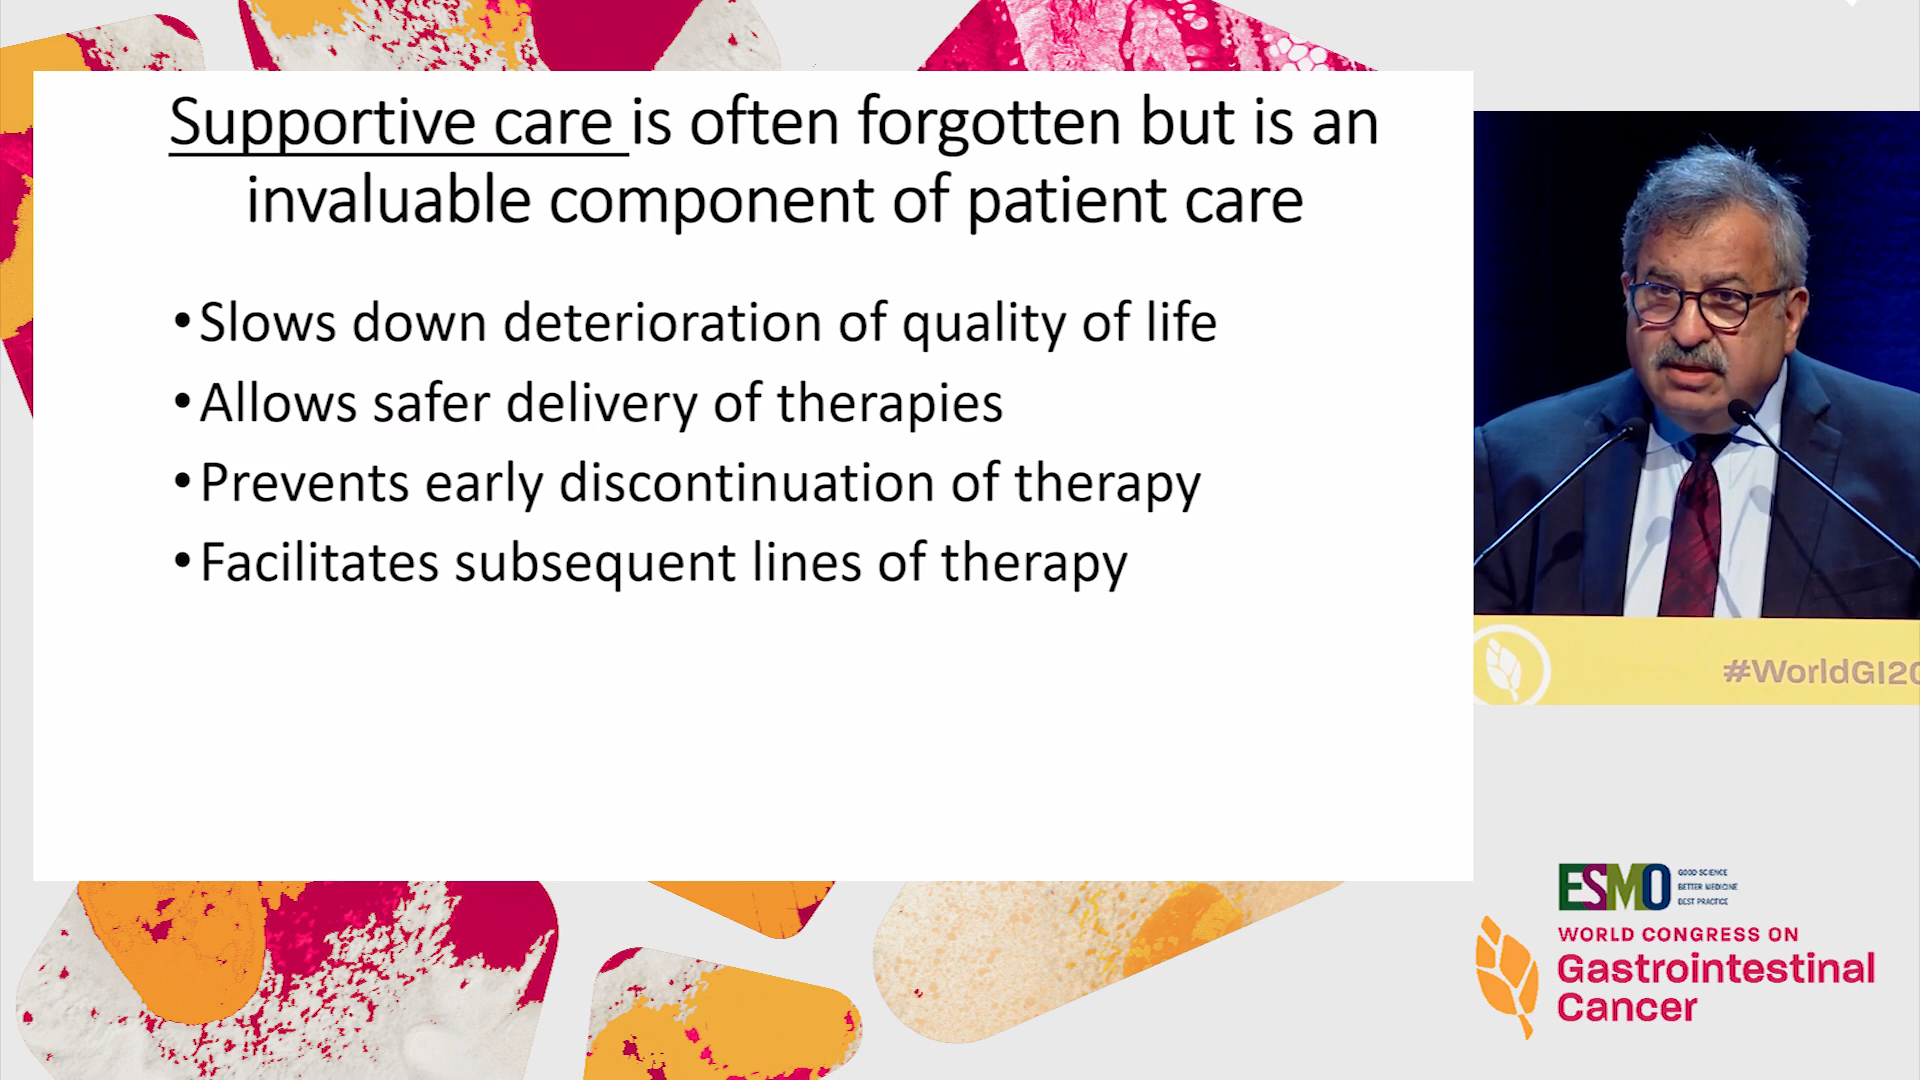 Supportive care is often forgotten but is an
invaluable component of patient care
•Slows down deterioration of quality of life
•Allows safer delivery of therapies
•Prevents early discontinuation of therapy
•Facilitates subsequent lines of therapy
#WorldGI20
ESMO
GOOD SCIENCE
BETTER MEDICINE
BEST PRACTICE
WORLD CONGRESS ON
Gastrointestinal
Cancer